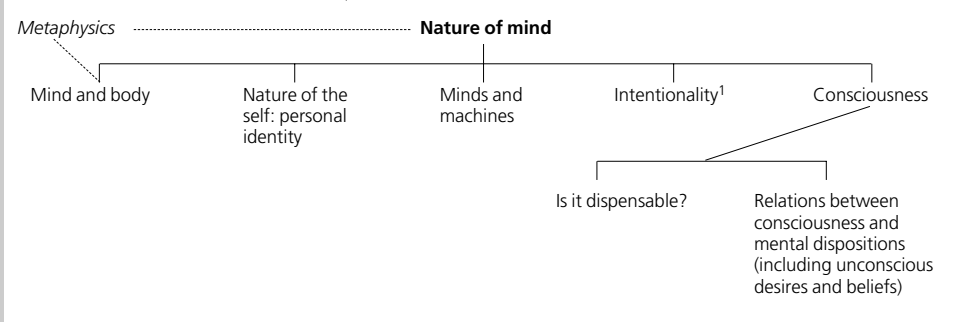 Metaphysics
Nature of mind
Mind and body
Nature of the
self: personal
identity
Minds and
machines
Intentionality1
Consciousness
Is it dispensable?
Relations between
consciousness and
mental dispositions
(including unconscious
desires and beliefs)